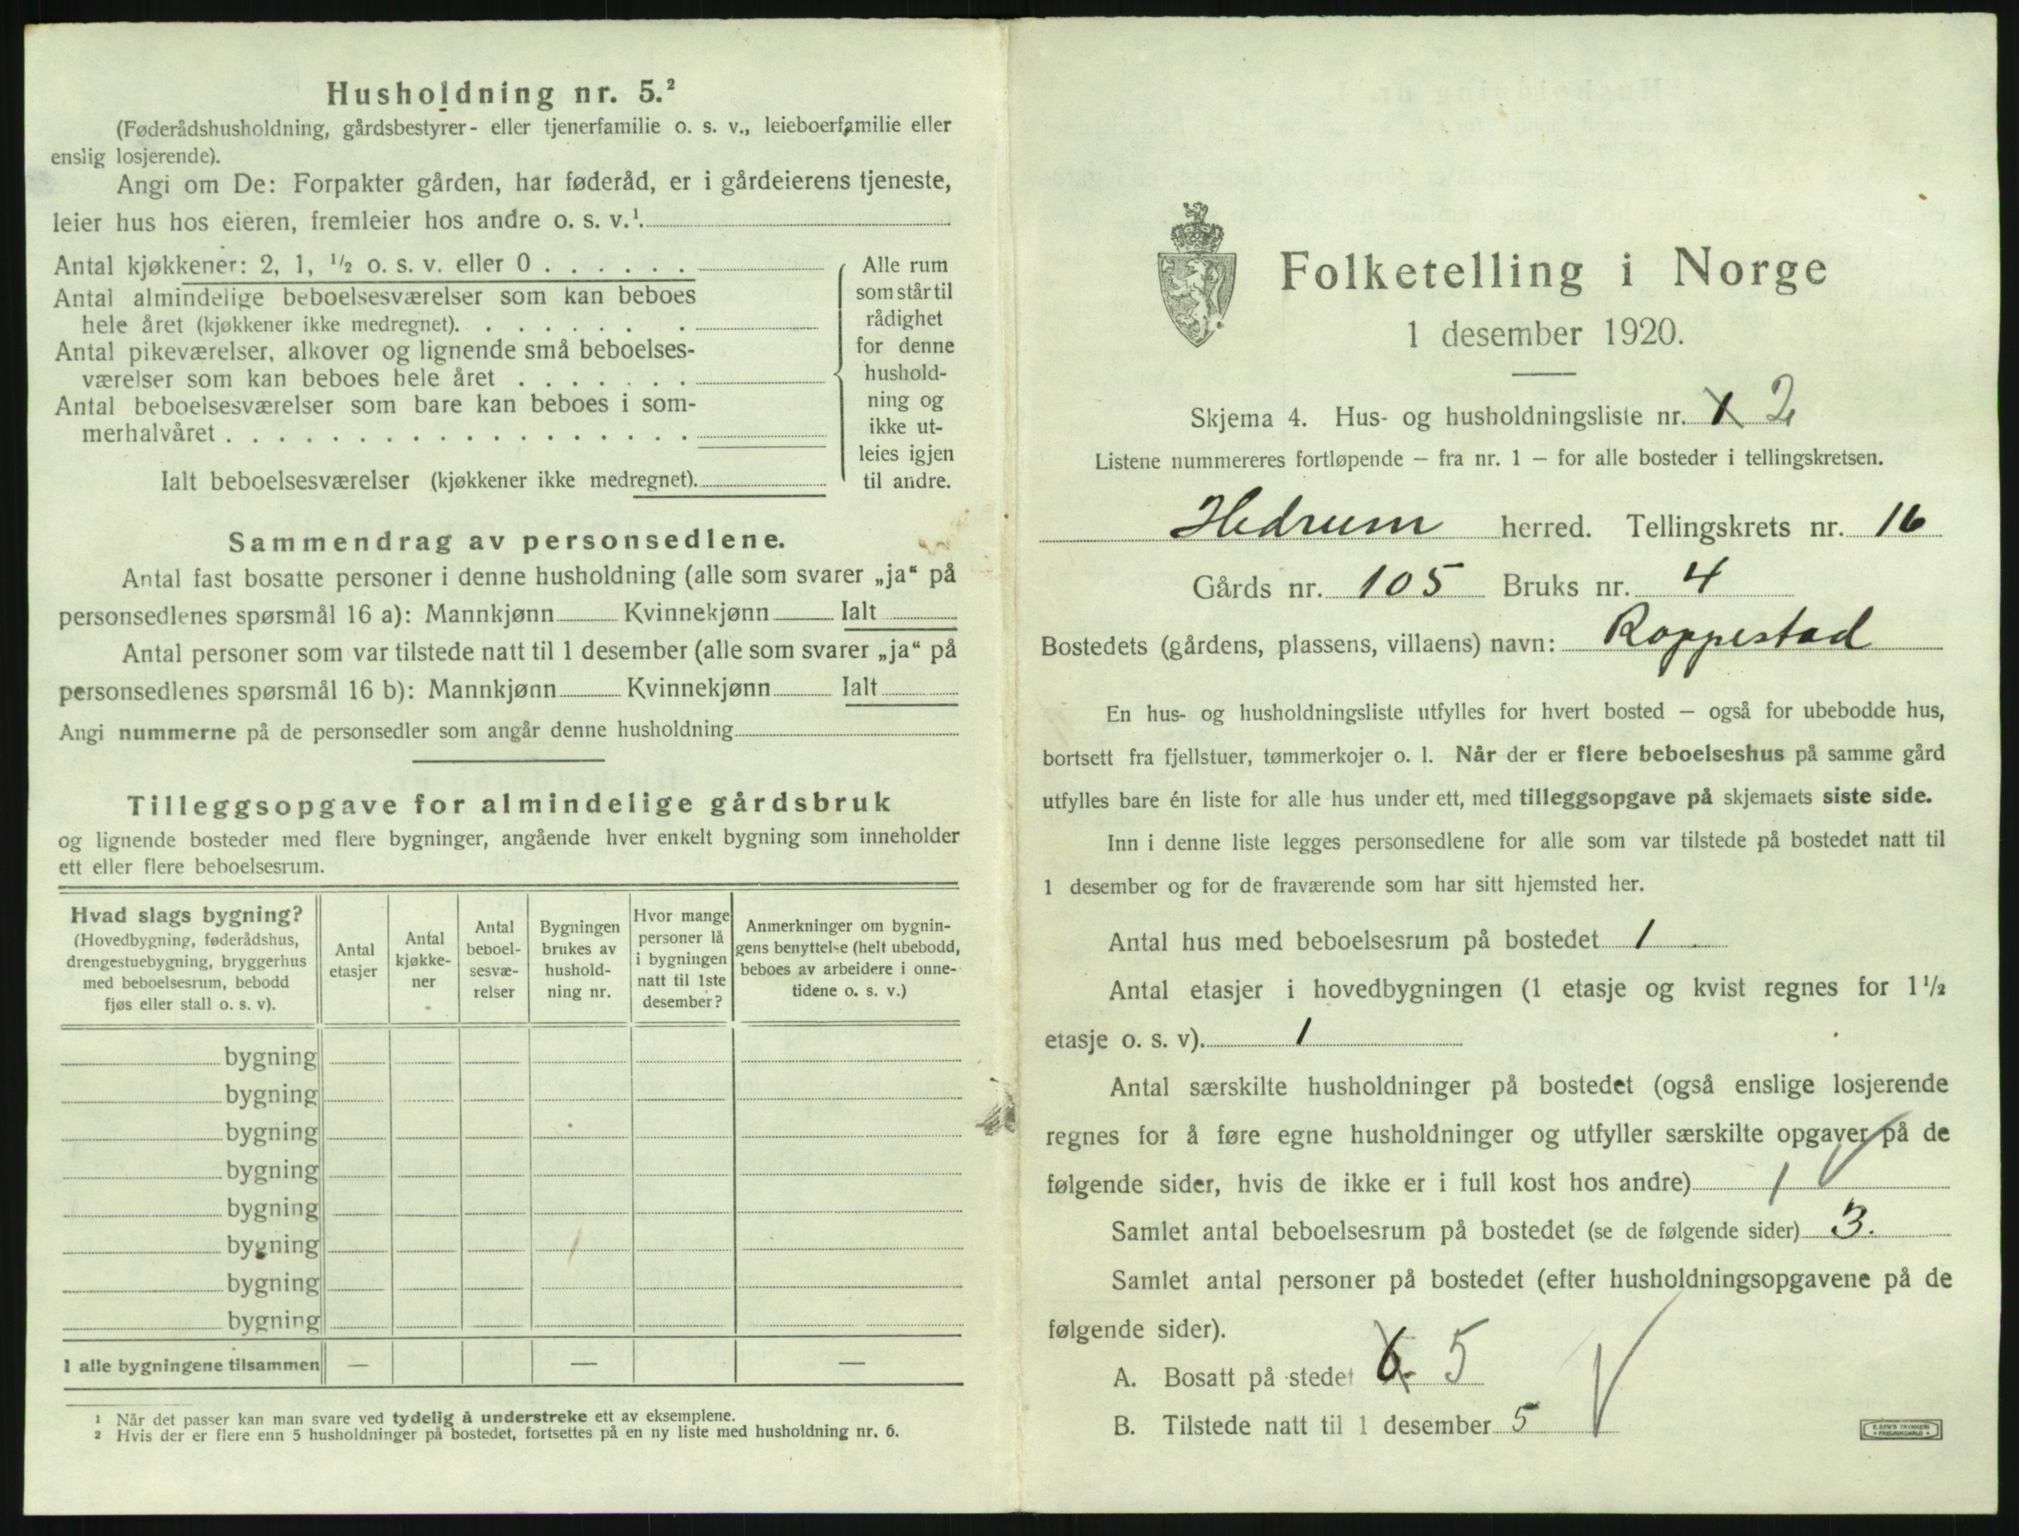 Husholdning nr. 5.²
(Føderådshusholdning, gårdsbestyrer- eller tjenerfamilie o. s. v., leieboerfamilie eller
enslig losjerende).
Angi om De: Forpakter gården, har føderåd, er i gårdeierens tjeneste,
leier hus hos eieren, fremleier hos andre o. s. v.¹.
Antal kjøkkener: 2, 1, ½ o. s. v. eller 0 . . . . . .
Antal almindelige beboelsesværelser som kan beboes
hele året (kjøkkener ikke medregnet). . . . . . . .
Antal pikeværelser, alkover og lignende små beboelses-
værelser som kan beboes hele året . . . . . . .
Antal beboelsesværelser som bare kan beboes i som-
merhalvåret . . . . . . . . . . . . . . . . . .
Ialt beboelsesværelser (kjøkkener ikke medregnet).
Alle rum
som står til
rådighet
for denne
hushold-
ning og
ikke ut-
leies igjen
til andre.
Sammendrag av personsedlene.
Antal fast bosatte personer i denne husholdning (alle som svarer „ja“ på
personsedlenes spørsmål 16 a): Mannkjønn Kvinnekjønn Ialt
Antal personer som var tilstede natt til 1 desember (alle som svarer „ja“ på
personsedlenes spørsmål 16 b): Mannkjønn Kvinnekjønn Ialt
Angi nummerne på de personsedler som angår denne husholdning
Tilleggsopgave for almindelige gårdsbruk
og lignende bosteder med flere bygninger, angående hver enkelt bygning som inneholder
ett eller flere beboelsesrum.
Hvad slags bygning?
(Hovedbygning, føderådshus,
drengestuebygning, bryggerhus
med beboelsesrum, bebodd
fjøs eller stall o. s. v).
Antal
etasjer
Antal
kjøkke-
ner
Antal
beboel-
sesvæ-
relser
Bygningen
brukes av
hushold-
ning nr.
Hvor mange
personer lå
i bygningen
natt til 1ste
desember?
Anmerkninger om bygnin-
gens benyttelse (helt ubebodd,
beboes av arbeidere i onne-
tidene o. s. v.)
bygning
bygning
bygning
bygning
bygning
bygning
bygning
bygning
I alle bygningene tilsammen — — —
¹ Når det passer kan man svare ved tydelig å understreke ett av eksemplene.
² Hvis der er flere enn 5 husholdninger på bostedet, fortsettes på en ny liste med husholdning nr. 6.
Folketelling i Norge
1 desember 1920.
Skjema 4. Hus- og husholdningsliste nr. 1 2
Listene nummereres fortløpende – fra nr. 1 – for alle bosteder i tellingskretsen.
Hedrum herred. Tellingskrets nr. 16
Gårds nr. 105 Bruks nr. 4
Bostedets (gårdens, plassens, villaens) navn: Roppestad
En hus- og husholdningsliste utfylles for hvert bosted – også for ubebodde hus,
bortsett fra fjellstuer, tømmerkojer o. l. Når der er flere beboelseshus på samme gård
utfylles bare én liste for alle hus under ett, med tilleggsopgave på skjemaets siste side.
Inn i denne liste legges personsedlene for alle som var tilstede på bostedet natt til
1 desember og for de fraværende som har sitt hjemsted her.
Antal hus med beboelsesrum på bostedet 1
Antal etasjer i hovedbygningen (1 etasje og kvist regnes for 1½
etasje o. s. v). 1
Antal særskilte husholdninger på bostedet (også enslige losjerende
regnes for å føre egne husholdninger og utfyller særskilte opgaver på de
følgende sider, hvis de ikke er i full kost hos andre) 1
Samlet antal beboelsesrum på bostedet (se de følgende sider) 3.
Samlet antal personer på bostedet (efter husholdningsopgavene på de
følgende sider).
A. Bosatt på stedet 6. 5
B. Tilstede natt til 1 desember 5